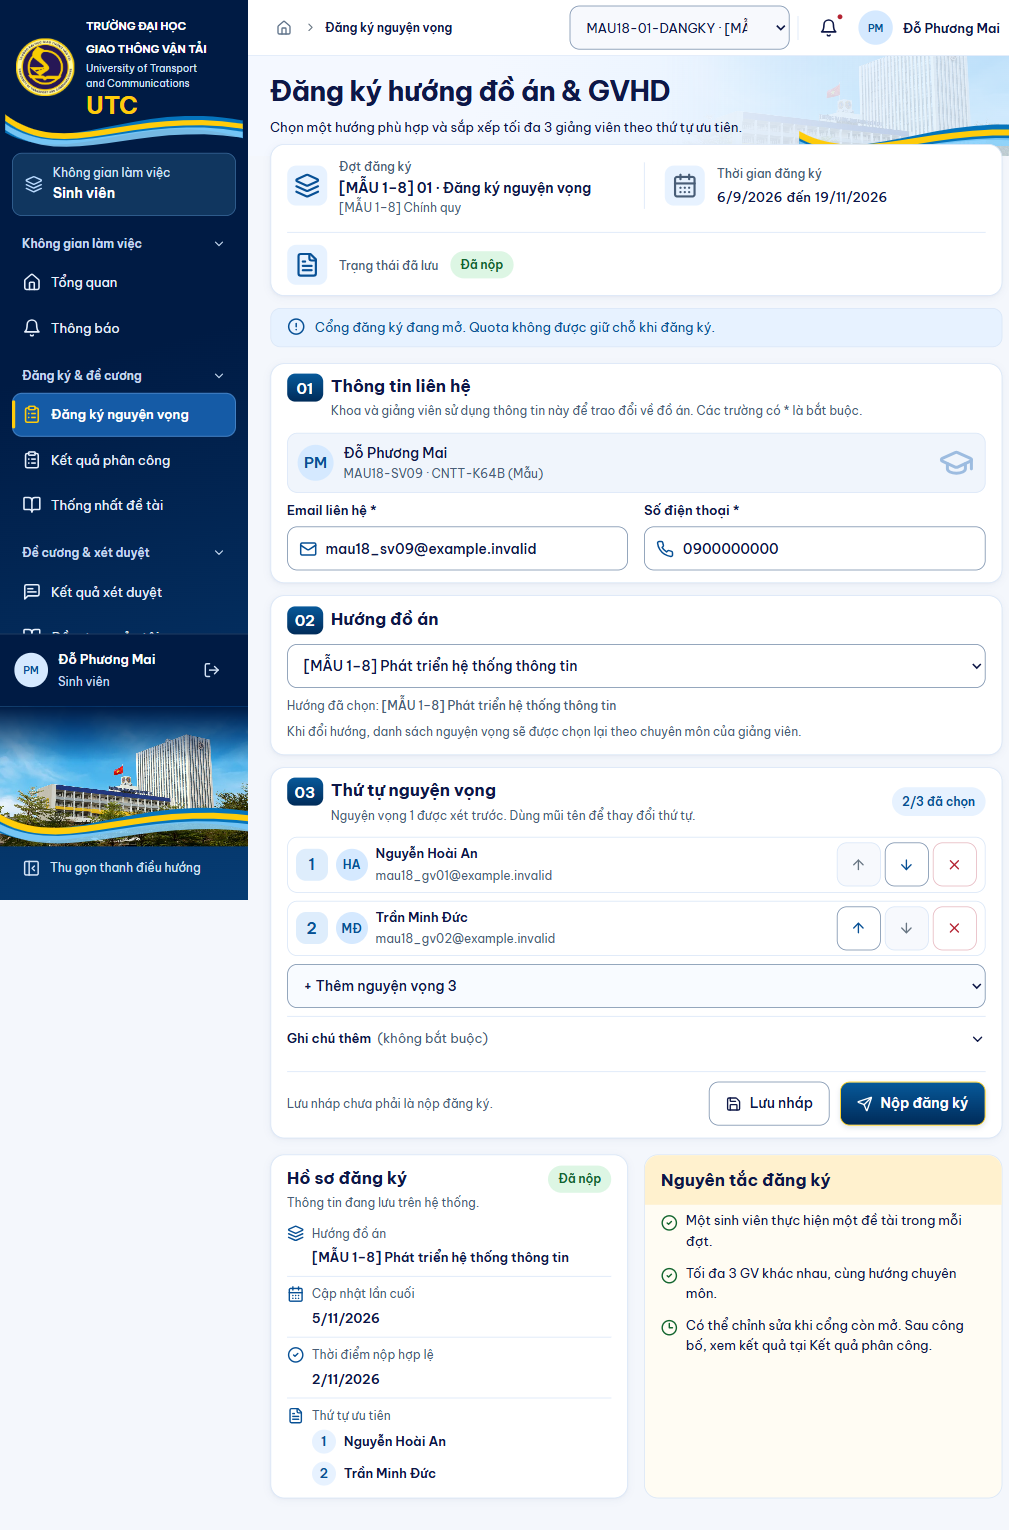 TRƯỜNG ĐẠI HỌC
GIAO THÔNG VẬN TẢI
University of Transport
and Communications
UTC
Không gian làm việc
Sinh viên
Không gian làm việc
Tổng quan
Thông báo
Đăng ký & đề cương
Đăng ký nguyện vọng
Kết quả phân công
Thống nhất đề tài
Đề cương & xét duyệt
Kết quả xét duyệt
PM
Đỗ Phương Mai
Sinh viên
Thu gọn thanh điều hướng
Đăng ký nguyện vọng
MAU18-01-DANGKY · [MẪ
PM
Đỗ Phương Mai
Đăng ký hướng đồ án & GVHD
Chọn một hướng phù hợp và sắp xếp tối đa 3 giảng viên theo thứ tự ưu tiên.
Đợt đăng ký
[MẪU 1-8] 01 · Đăng ký nguyện vọng
[MẪU 1-8] Chính quy
Thời gian đăng ký
6/9/2026 đến 19/11/2026
Trạng thái đã lưu
Đã nộp
Cổng đăng ký đang mở. Quota không được giữ chỗ khi đăng ký.
01 Thông tin liên hệ
Khoa và giảng viên sử dụng thông tin này để trao đổi về đồ án. Các trường có * là bắt buộc.
PM
Đỗ Phương Mai
MAU18-SV09 · CNTT-K64B (Mẫu)
Email liên hệ *
mau18_sv09@example.invalid
Số điện thoại *
0900000000
02 Hướng đồ án
[MẪU 1-8] Phát triển hệ thống thông tin
Hướng đã chọn: [MẪU 1-8] Phát triển hệ thống thông tin
Khi đổi hướng, danh sách nguyện vọng sẽ được chọn lại theo chuyên môn của giảng viên.
03 Thứ tự nguyện vọng
Nguyện vọng 1 được xét trước. Dùng mũi tên để thay đổi thứ tự.
2/3 đã chọn
1 HA Nguyễn Hoài An
mau18_gv01@example.invalid
2 MĐ Trần Minh Đức
mau18_gv02@example.invalid
+ Thêm nguyện vọng 3
Ghi chú thêm (không bắt buộc)
Lưu nháp chưa phải là nộp đăng ký.
Lưu nháp
Nộp đăng ký
Hồ sơ đăng ký
Đã nộp
Thông tin đang lưu trên hệ thống.
Hướng đồ án
[MẪU 1-8] Phát triển hệ thống thông tin
Cập nhật lần cuối
5/11/2026
Thời điểm nộp hợp lệ
2/11/2026
Thứ tự ưu tiên
1 Nguyễn Hoài An
2 Trần Minh Đức
Nguyên tắc đăng ký
Một sinh viên thực hiện một đề tài trong mỗi
đợt.
Tối đa 3 GV khác nhau, cùng hướng chuyên
môn.
Có thể chỉnh sửa khi cổng còn mở. Sau công
bố, xem kết quả tại Kết quả phân công.